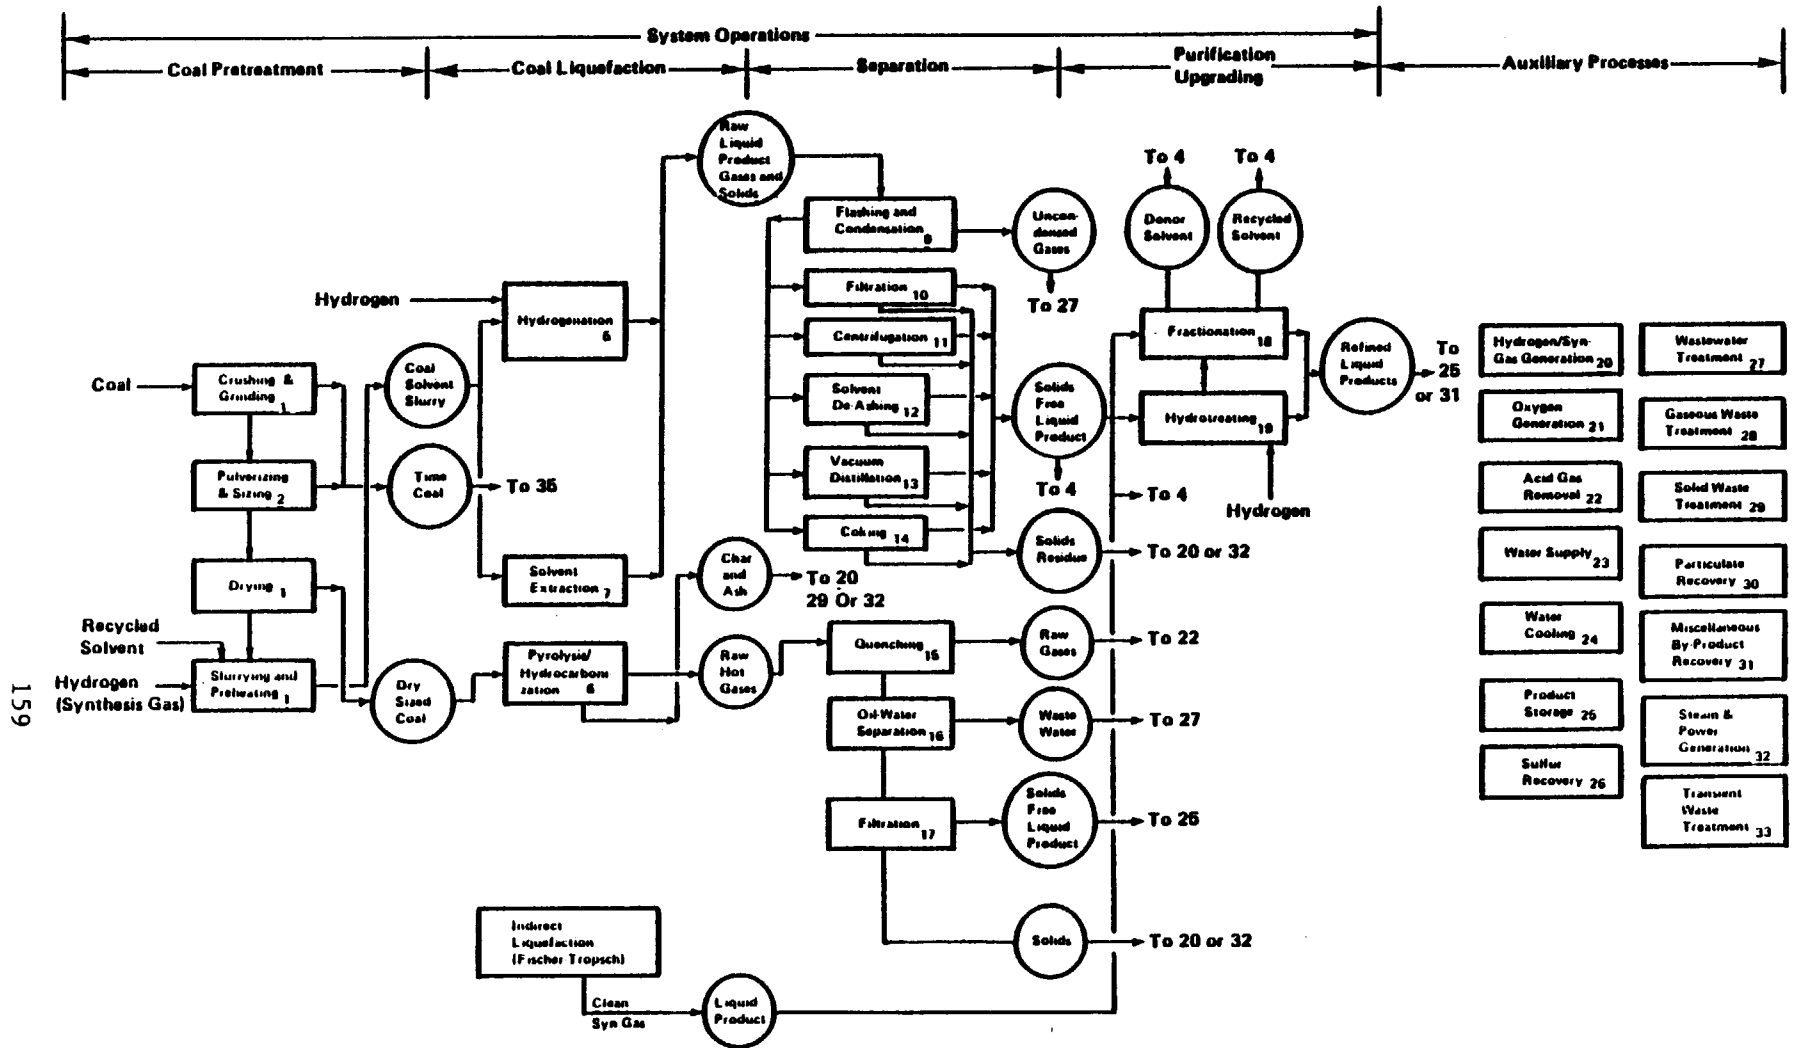 System Operations
Coal Pretreatment
Coal Liquefaction
Separation
Purification
Upgrading
Auxiliary Processes
Coal
Crushing &
Grinding 1
Pulverizing
& Sizing 2
Drying
Recycled
Solvent
Hydrogen
(Synthesis Gas)
Slurrying and
Preheating
Coal
Solvent
Slurry
Coal
To 35
Dry
Sized
Coal
Hydrogen
Hydrogenation
Solvent
Extraction 7
Pyrolysis/
Hydrocarboni
zation
Indirect
Liquefaction
(Fischer Tropsch)
Clean
Syn Gas
Liquid
Product
Raw
Liquid
Product
Gases and
Solids
Char
and
Ash
To 20
29 Or 32
Raw
Hot
Gases
Flashing and
Condensation 9
Filtration 10
Centrifugation 11
Solvent
De-Ashing 12
Vacuum
Distillation 13
Coking 14
Quenching 15
Oil-Water
Separation 16
Filtration 17
Uncon-
densed
Gases
To 27
Solids
Free
Liquid
Product
To 4
Solids
Residue
To 20 or 32
Raw
Gases
To 22
Waste
Water
To 27
Solids
Free
Liquid
Product
To 25
Solids
To 20 or 32
To 4
To 4
To 4
Donor
Solvent
Recycled
Solvent
Fractionation 18
Hydrotreating 19
Hydrogen
Refined
Liquid
Products
To
25
or 31
Hydrogen/Syn-
Gas Generation 20
Oxygen
Generation 21
Acid Gas
Removal 22
Water Supply 23
Water
Cooling 24
Product
Storage 25
Sulfur
Recovery 26
Wastewater
Treatment 27
Gaseous Waste
Treatment 28
Solid Waste
Treatment 29
Particulate
Recovery 30
Miscellaneous
By-Product
Recovery 31
Steam &
Power
Generation 32
Transient
Waste
Treatment 33
159